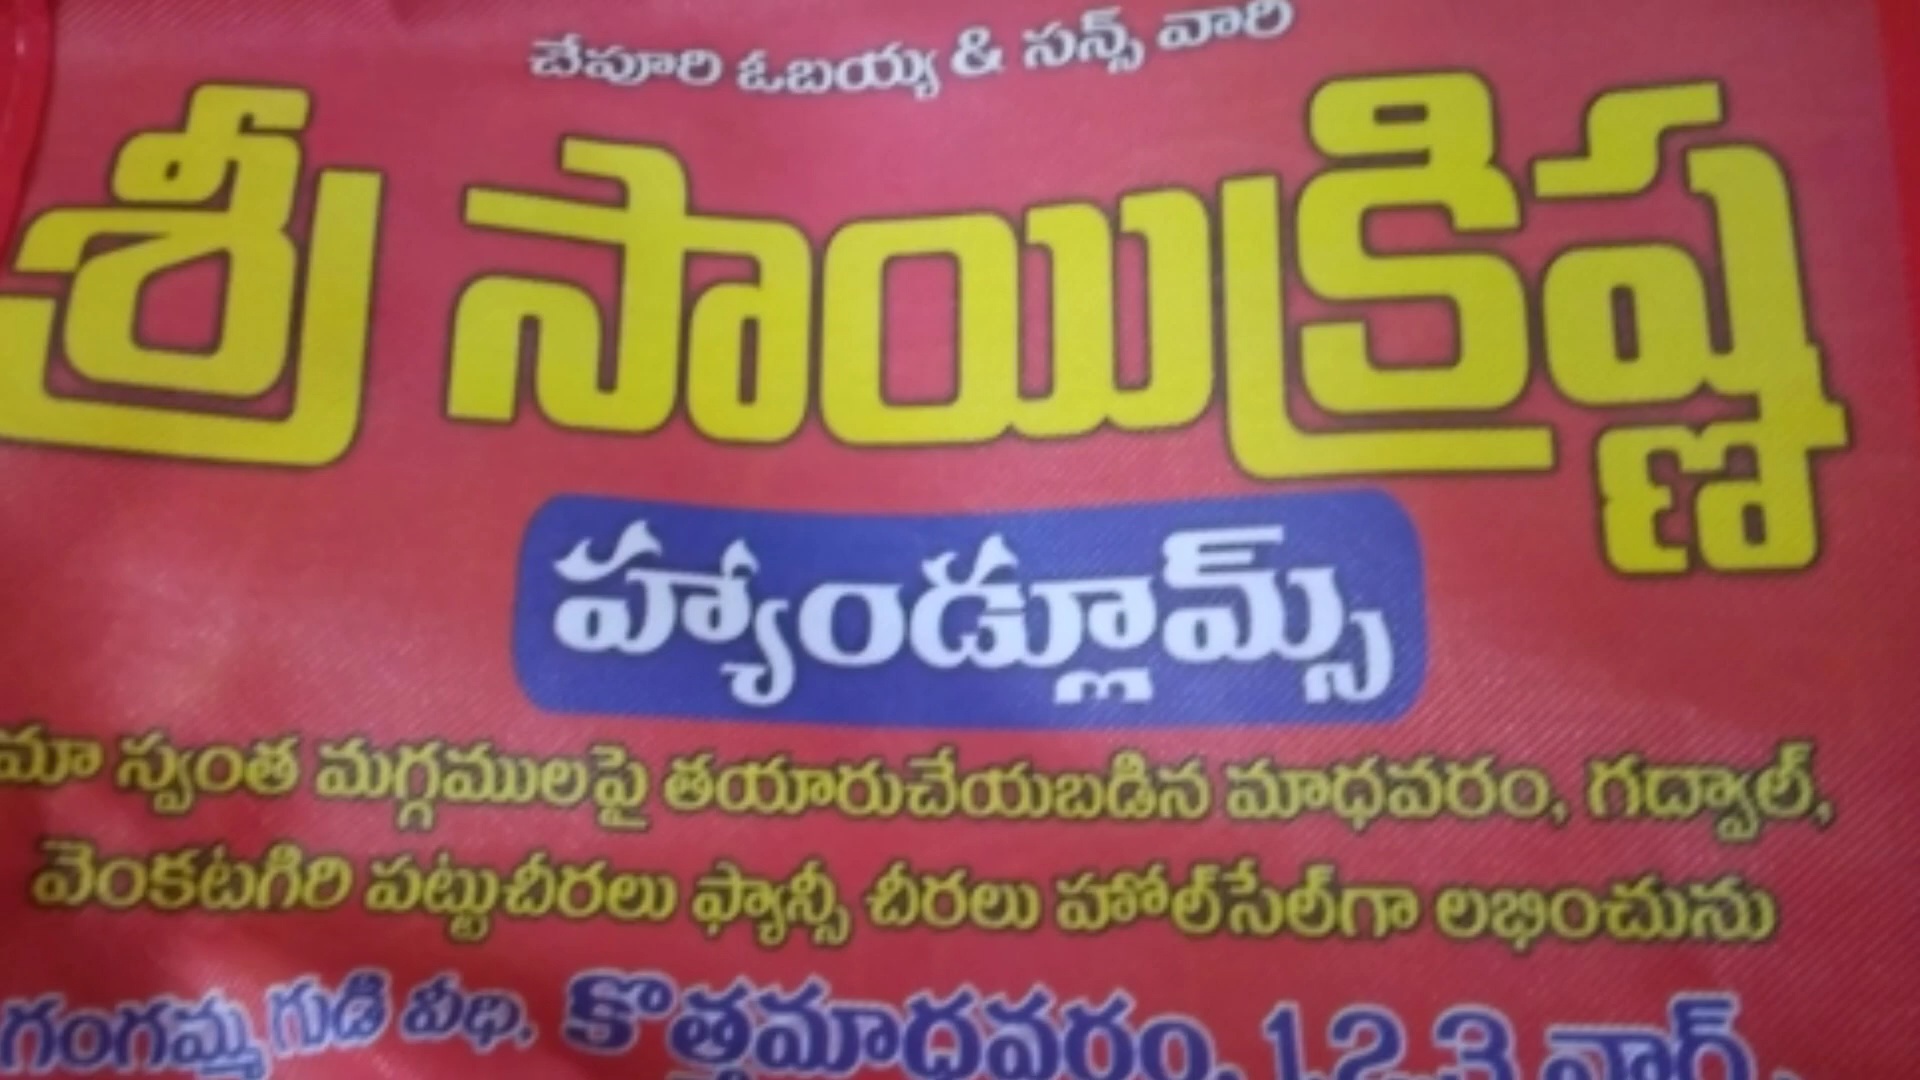 చేపూరి ఓబయ్య & సన్స్ వారి
శ్రీ సాయిక్రిష్ణ
హ్యాండ్లూమ్స్
మా స్వంత మగ్గములపై తయారుచేయబడిన మాధవరం, గద్వాల్,
వెంకటగిరి పట్టుచీరలు ఫ్యాన్సీ చీరలు హోల్‌సేల్‌గా లభించును
గంగమ్మ గుడి వీధి, కొత్తమాధవరం, 1,2,3 వార్డ్,